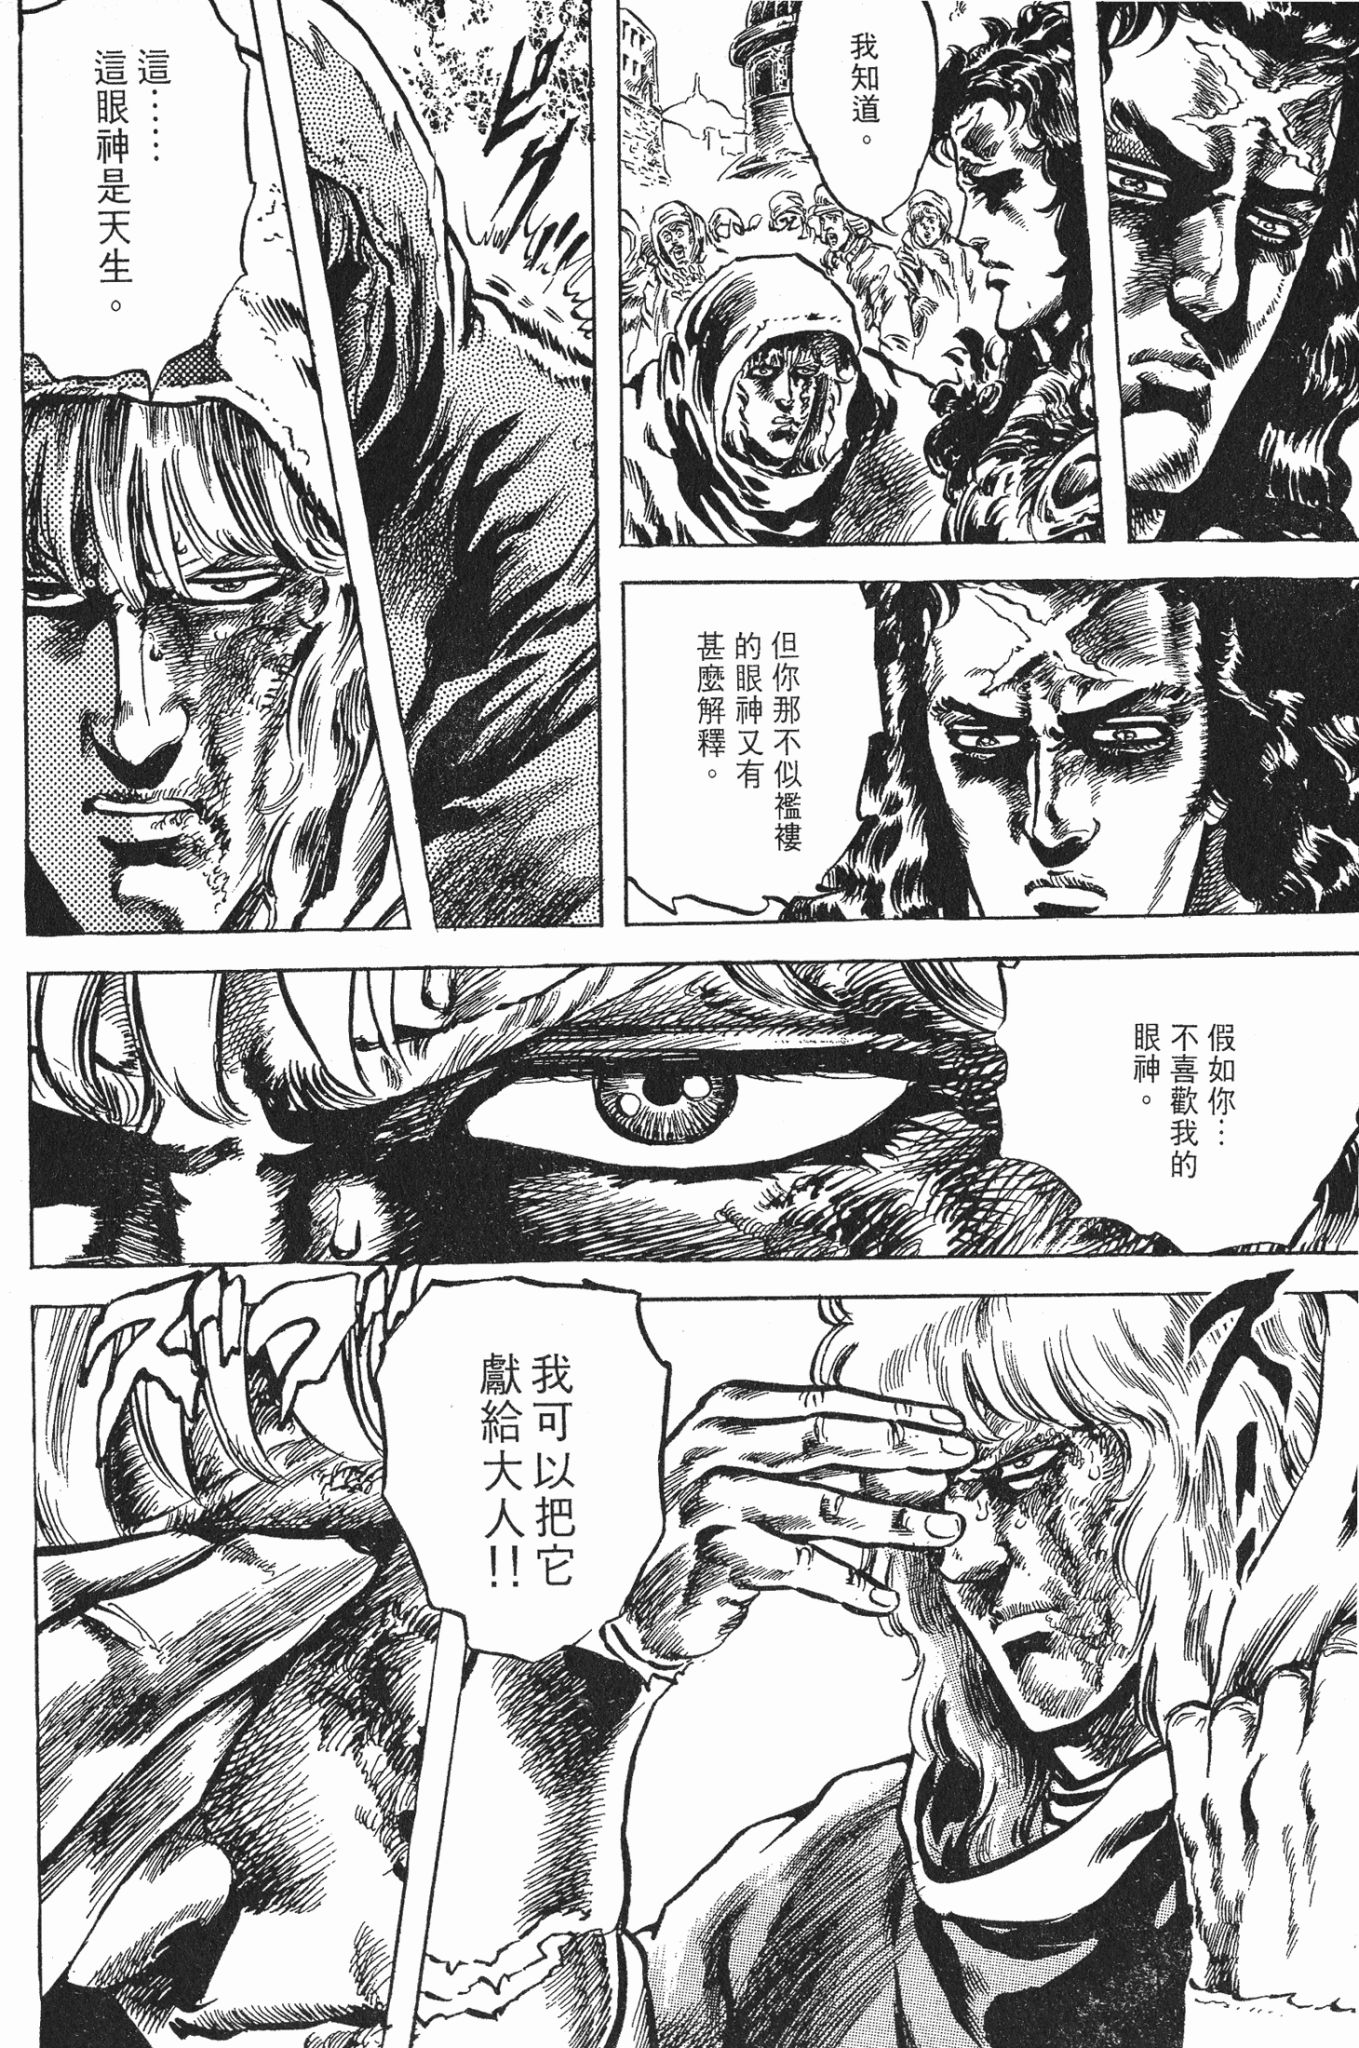 我知道。
但你那不似襤褸
的眼神又有
甚麼解釋。
ピク
這……
這眼神是天生。
假如你…
不喜歡我的
眼神。
我可以把它
獻給大人!!